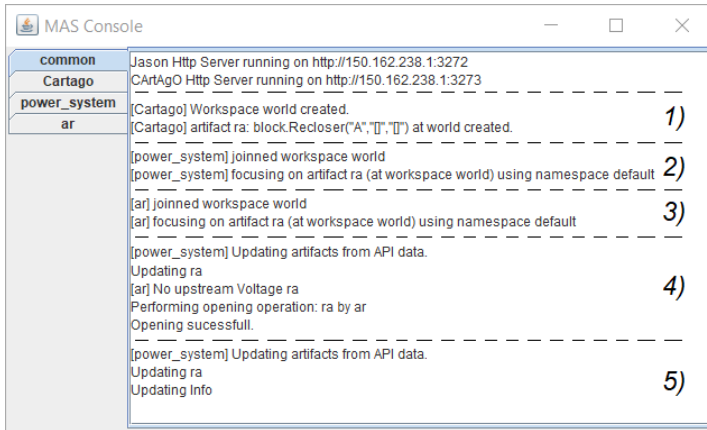 MAS Console
common
Cartago
power_system
ar
Jason Http Server running on http://150.162.238.1:3272
CArtAgO Http Server running on http://150.162.238.1:3273
[Cartago] Workspace world created.
[Cartago] artifact ra: block.Recloser("A","[]","[]") at world created.
1)
[power_system] joinned workspace world
[power_system] focusing on artifact ra (at workspace world) using namespace default
2)
[ar] joinned workspace world
[ar] focusing on artifact ra (at workspace world) using namespace default
3)
[power_system] Updating artifacts from API data.
Updating ra
[ar] No upstream Voltage ra
Performing opening operation: ra by ar
Opening sucessfull.
4)
[power_system] Updating artifacts from API data.
Updating ra
Updating Info
5)